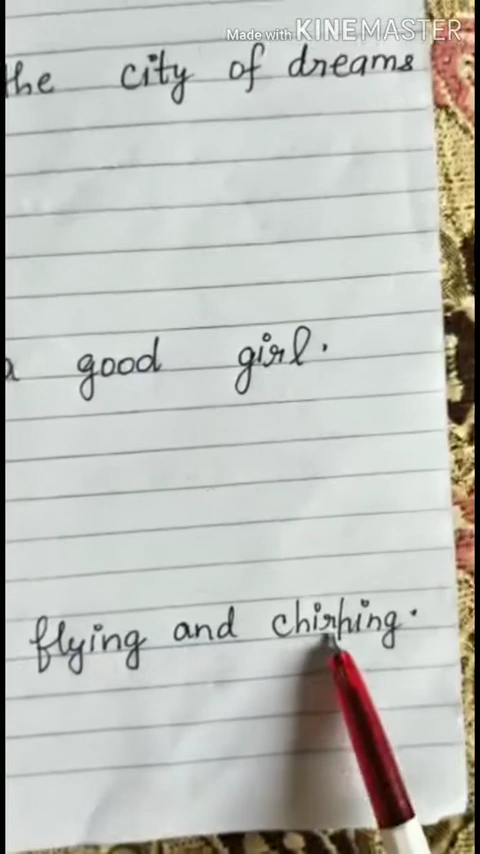 Made with KINEMASTER
the city of dreams
a good girl.
flying and chirping.